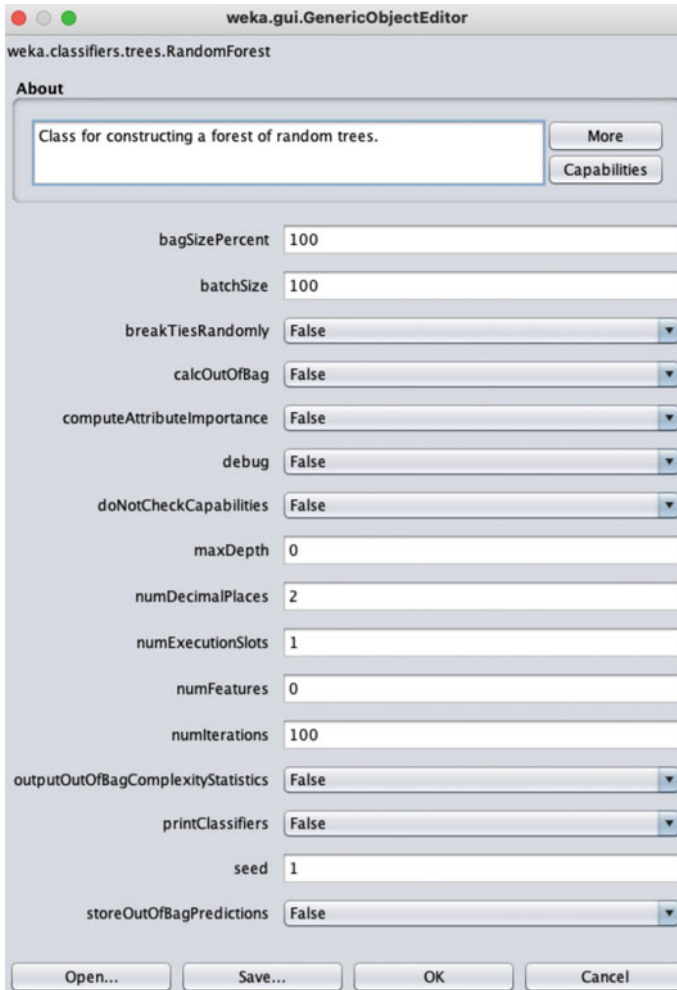 weka.gui.GenericObjectEditor
weka.classifiers.trees.RandomForest
About
Class for constructing a forest of random trees.
More
Capabilities
bagSizePercent 100
batchSize 100
breakTiesRandomly False
calcOutOfBag False
computeAttributeImportance False
debug False
doNotCheckCapabilities False
maxDepth 0
numDecimalPlaces 2
numExecutionSlots 1
numFeatures 0
numIterations 100
outputOutOfBagComplexityStatistics False
printClassifiers False
seed 1
storeOutOfBagPredictions False
Open... Save... OK Cancel